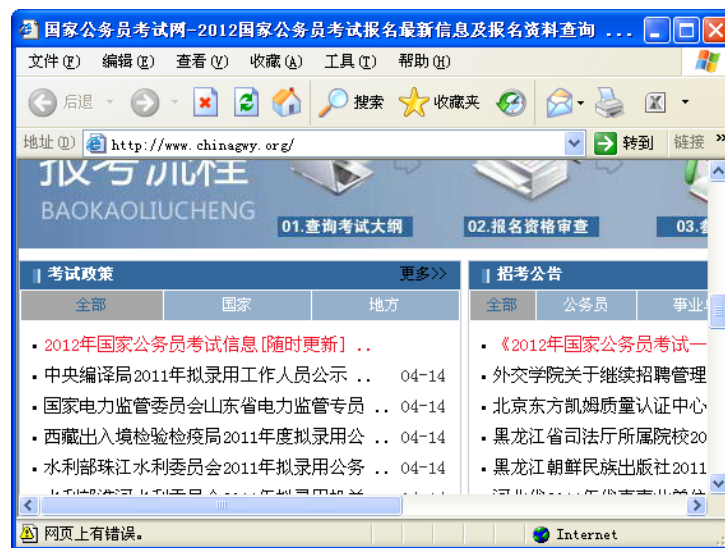 国家公务员考试网-2012国家公务员考试报名最新信息及报名资料查询 ...
文件(F) 编辑(E) 查看(V) 收藏(A) 工具(T) 帮助(H)
后退 搜索 收藏夹
地址(D) http://www.chinagwy.org/ 转到 链接 »
报考流程
BAOKAOLIUCHENG
01.查询考试大纲 02.报名资格审查 03.
考试政策 更多>> 招考公告
全部 国家 地方 全部 公务员 事业
2012年国家公务员考试信息[随时更新] .. 《2012年国家公务员考试一
中央编译局2011年拟录用工作人员公示 .. 04-14 外交学院关于继续招聘管理
国家电力监管委员会山东省电力监管专员 .. 04-14 北京东方凯姆质量认证中心
西藏出入境检验检疫局2011年度拟录用公 .. 04-14 黑龙江省司法厅所属院校20
水利部珠江水利委员会2011年拟录用公务 .. 04-14 黑龙江朝鲜民族出版社2011
网页上有错误。 Internet